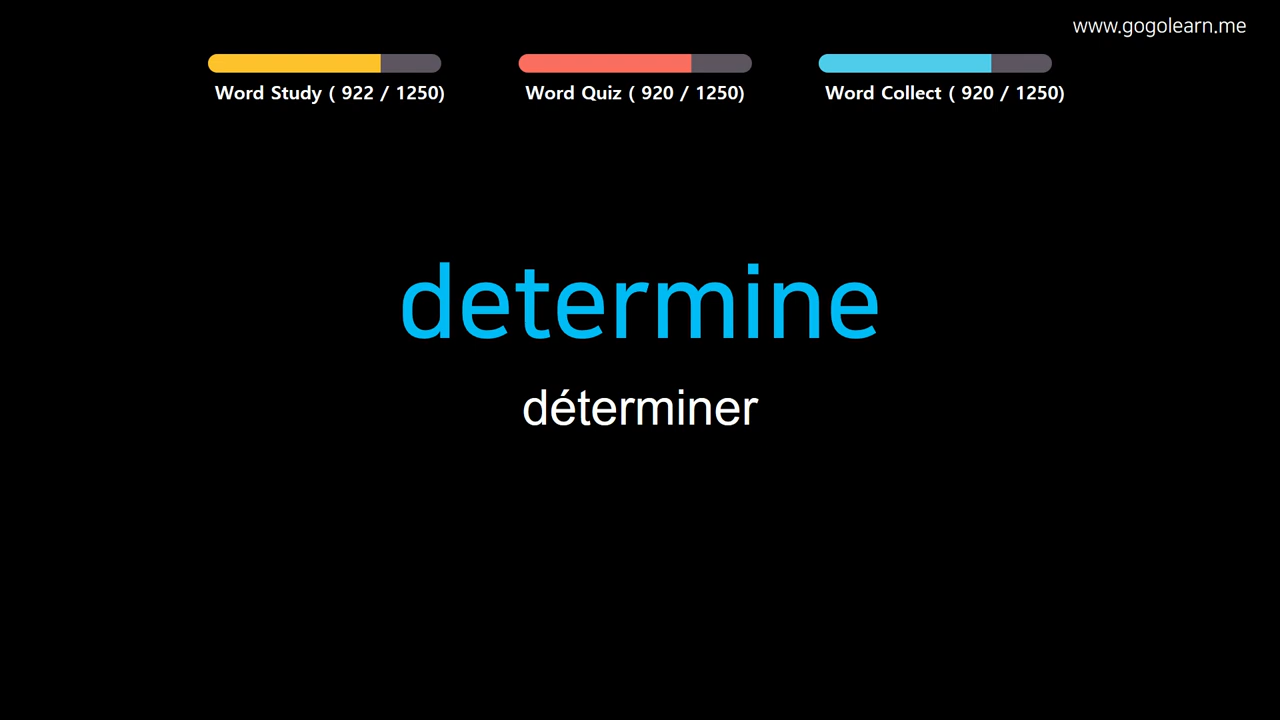 www.gogolearn.me
Word Study ( 922 / 1250)
Word Quiz ( 920 / 1250)
Word Collect ( 920 / 1250)
determine
déterminer